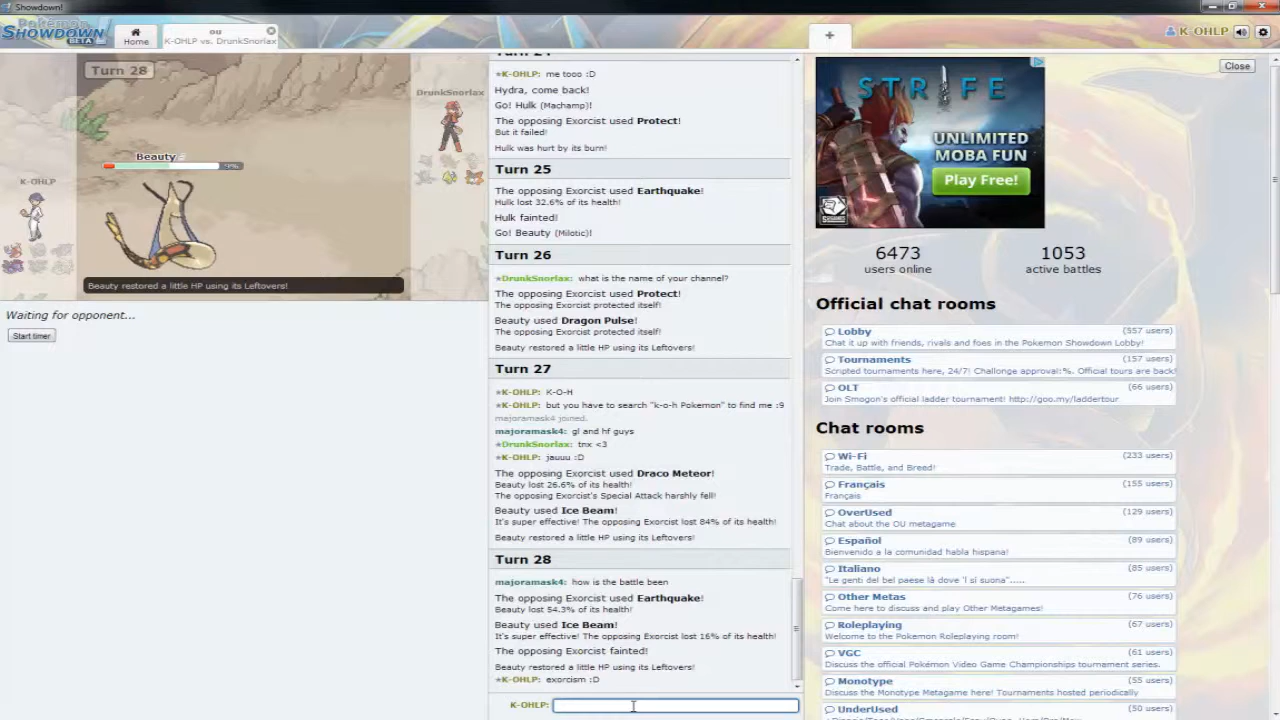 Showdown!
Pokémon
SHOWDOWN
BETA
Home
ou
K-OHLP vs. DrunkSnorlax
K-OHLP
Turn 28
DrunkSnorlax
Beauty
K-OHLP
Beauty restored a little HP using its Leftovers!
Waiting for opponent...
Start timer
★K-OHLP: me tooo :D
Hydra, come back!
Go! Hulk (Machamp)!
The opposing Exorcist used Protect!
But it failed!
Hulk was hurt by its burn!
Turn 25
The opposing Exorcist used Earthquake!
Hulk lost 32.6% of its health!
Hulk fainted!
Go! Beauty (Milotic)!
Turn 26
★DrunkSnorlax: what is the name of your channel?
The opposing Exorcist used Protect!
The opposing Exorcist protected itself!
Beauty used Dragon Pulse!
The opposing Exorcist protected itself!
Beauty restored a little HP using its Leftovers!
Turn 27
★K-OHLP: K-O-H
★K-OHLP: but you have to search "k-o-h Pokemon" to find me :9
majoramask4 joined.
majoramask4: gl and hf guys
★DrunkSnorlax: tnx <3
★K-OHLP: jauuu :D
The opposing Exorcist used Draco Meteor!
Beauty lost 26.6% of its health!
The opposing Exorcist's Special Attack harshly fell!
Beauty used Ice Beam!
It's super effective! The opposing Exorcist lost 84% of its health!
Beauty restored a little HP using its Leftovers!
Turn 28
majoramask4: how is the battle been
The opposing Exorcist used Earthquake!
Beauty lost 54.3% of its health!
Beauty used Ice Beam!
It's super effective! The opposing Exorcist lost 16% of its health!
The opposing Exorcist fainted!
Beauty restored a little HP using its Leftovers!
★K-OHLP: exorcism :D
K-OHLP:
Close
STRIFE
UNLIMITED
MOBA FUN
Play Free!
6473
users online
1053
active battles
Official chat rooms
Lobby (557 users)
Chat it up with friends, rivals and foes in the Pokemon Showdown Lobby!
Tournaments (157 users)
Scripted tournaments here, 24/7! Challonge approval:%. Official tours are back!
OLT (66 users)
Join Smogon's official ladder tournament! http://goo.my/laddertour
Chat rooms
Wi-Fi (233 users)
Trade, Battle, and Breed!
Français (155 users)
Français
OverUsed (129 users)
Chat about the OU metagame
Español (89 users)
Bienvenido a la comunidad habla hispana!
Italiano (85 users)
"Le genti del bel paese là dove 'l sì suona".....
Other Metas (76 users)
Come here to discuss and play Other Metagames!
Roleplaying (67 users)
Welcome to the Pokemon Roleplaying room!
VGC (61 users)
Discuss the official Pokémon Video Game Championships tournament series.
Monotype (55 users)
Discuss the Monotype Metagame here! Tournaments hosted periodically
UnderUsed (50 users)